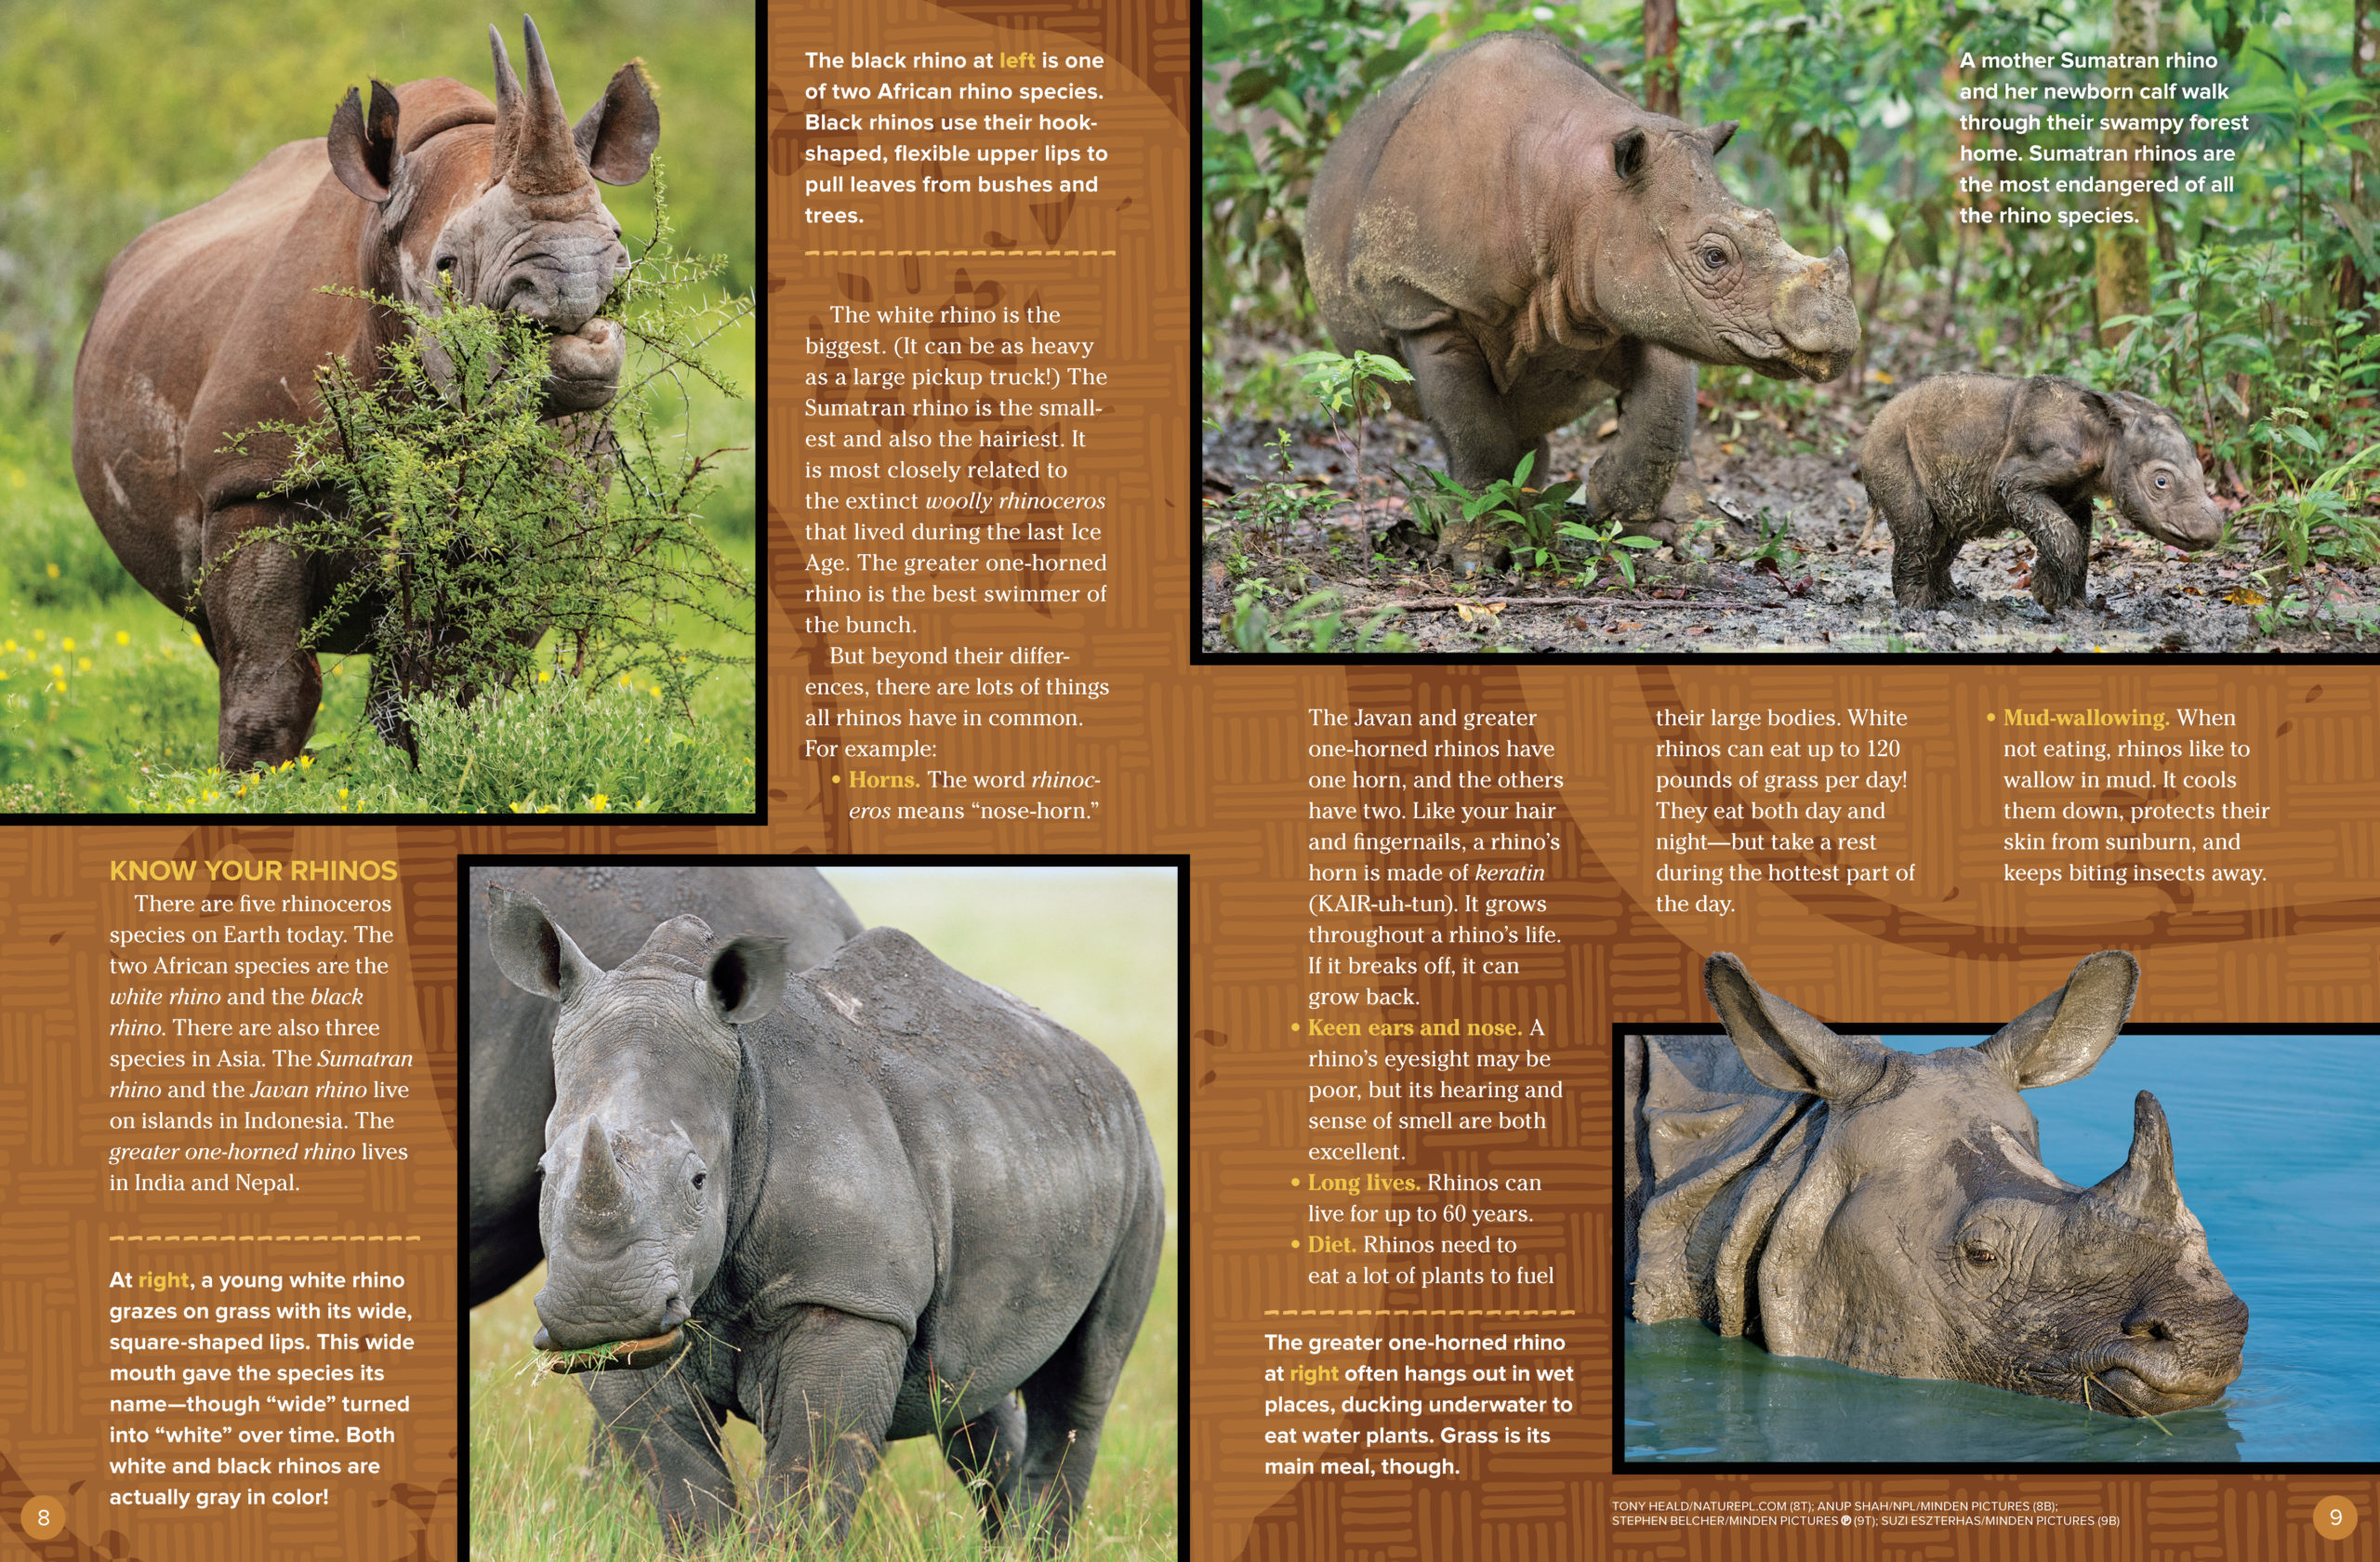 The black rhino at left is one
of two African rhino species.
Black rhinos use their hook-
shaped, flexible upper lips to
pull leaves from bushes and
trees.
KNOW YOUR RHINOS
There are five rhinoceros
species on Earth today. The
two African species are the
white rhino and the black
rhino. There are also three
species in Asia. The Sumatran
rhino and the Javan rhino live
on islands in Indonesia. The
greater one-horned rhino lives
in India and Nepal.
At right, a young white rhino
grazes on grass with its wide,
square-shaped lips. This wide
mouth gave the species its
name—though “wide” turned
into “white” over time. Both
white and black rhinos are
actually gray in color!
8
The white rhino is the
biggest. (It can be as heavy
as a large pickup truck!) The
Sumatran rhino is the small-
est and also the hairiest. It
is most closely related to
the extinct woolly rhinoceros
that lived during the last Ice
Age. The greater one-horned
rhino is the best swimmer of
the bunch.
But beyond their differ-
ences, there are lots of things
all rhinos have in common.
For example:
• Horns. The word rhinoc-
eros means “nose-horn.”
A mother Sumatran rhino
and her newborn calf walk
through their swampy forest
home. Sumatran rhinos are
the most endangered of all
the rhino species.
The Javan and greater
one-horned rhinos have
one horn, and the others
have two. Like your hair
and fingernails, a rhino’s
horn is made of keratin
(KAIR-uh-tun). It grows
throughout a rhino’s life.
If it breaks off, it can
grow back.
• Keen ears and nose. A
rhino’s eyesight may be
poor, but its hearing and
sense of smell are both
excellent.
• Long lives. Rhinos can
live for up to 60 years.
• Diet. Rhinos need to
eat a lot of plants to fuel
their large bodies. White
rhinos can eat up to 120
pounds of grass per day!
They eat both day and
night—but take a rest
during the hottest part of
the day.
• Mud-wallowing. When
not eating, rhinos like to
wallow in mud. It cools
them down, protects their
skin from sunburn, and
keeps biting insects away.
The greater one-horned rhino
at right often hangs out in wet
places, ducking underwater to
eat water plants. Grass is its
main meal, though.
TONY HEALD/NATUREPL.COM (8T); ANUP SHAH/NPL/MINDEN PICTURES (8B);
STEPHEN BELCHER/MINDEN PICTURES ℗ (9T); SUZI ESZTERHAS/MINDEN PICTURES (9B)
9